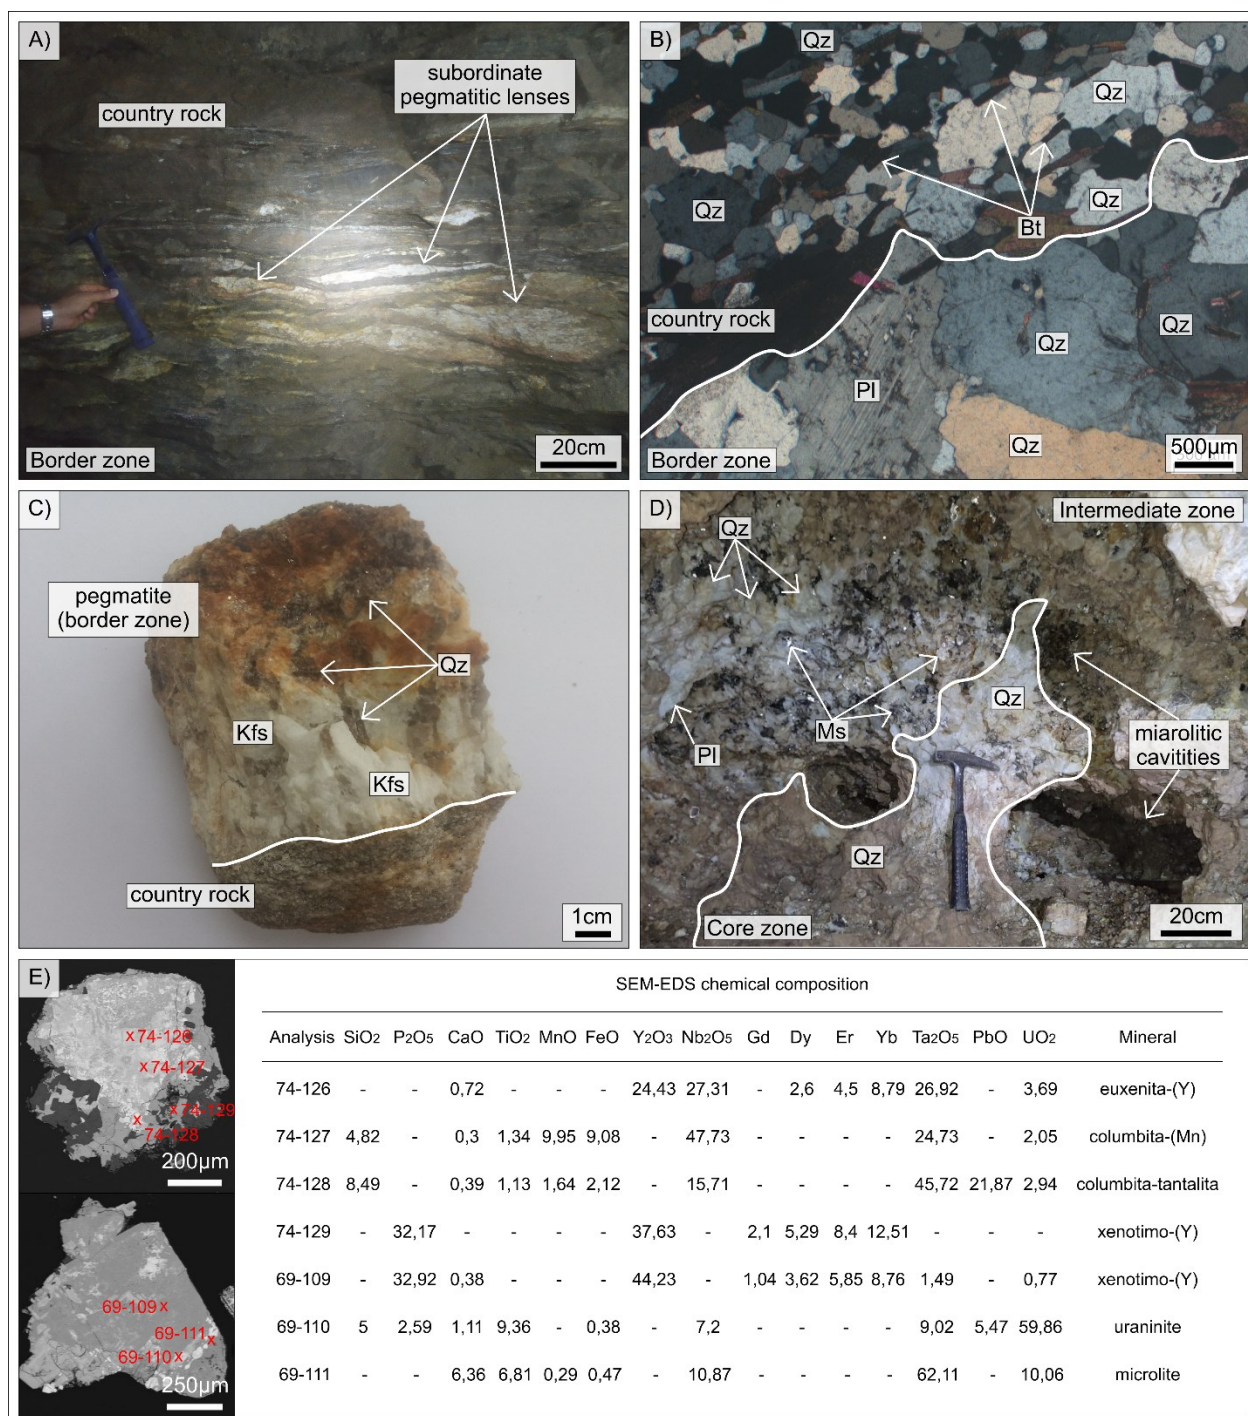 A)
subordinate
pegmatitic lenses
country rock
Border zone
20cm
B)
Qz
Qz
Qz
Qz
Bt
country rock
Qz
Qz
Pl
Qz
Border zone
500µm
C)
pegmatite
(border zone)
Qz
Kfs
Kfs
country rock
1cm
D)
Intermediate zone
Qz
Qz
Ms
Pl
miarolitic
cavitities
Qz
Core zone
20cm
E)
x74-126
x74-127
x74-129
x
74-128
200µm
69-109x
69-111x
69-110x
250µm
SEM-EDS chemical composition
Analysis SiO₂ P₂O₅ CaO TiO₂ MnO FeO Y₂O₃ Nb₂O₅ Gd Dy Er Yb Ta₂O₅ PbO UO₂ Mineral
74-126 - - 0,72 - - - 24,43 27,31 - 2,6 4,5 8,79 26,92 - 3,69 euxenita-(Y)
74-127 4,82 - 0,3 1,34 9,95 9,08 - 47,73 - - - - 24,73 - 2,05 columbita-(Mn)
74-128 8,49 - 0,39 1,13 1,64 2,12 - 15,71 - - - - 45,72 21,87 2,94 columbita-tantalita
74-129 - 32,17 - - - - 37,63 - 2,1 5,29 8,4 12,51 - - - xenotimo-(Y)
69-109 - 32,92 0,38 - - - 44,23 - 1,04 3,62 5,85 8,76 1,49 - 0,77 xenotimo-(Y)
69-110 5 2,59 1,11 9,36 - 0,38 - 7,2 - - - - 9,02 5,47 59,86 uraninite
69-111 - - 6,36 6,81 0,29 0,47 - 10,87 - - - - 62,11 - 10,06 microlite